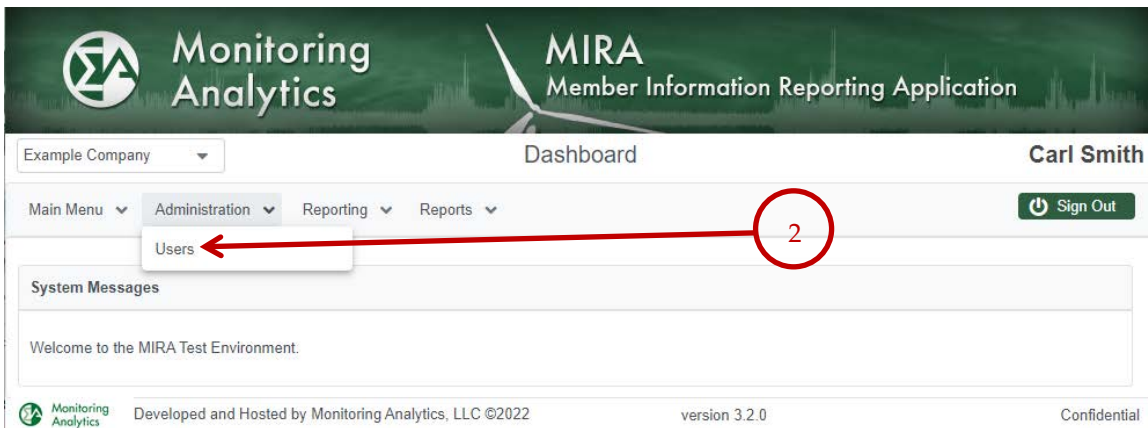 Monitoring
Analytics
MIRA
Member Information Reporting Application
Example Company
Dashboard
Carl Smith
Main Menu
Administration
Reporting
Reports
Sign Out
Users
2
System Messages
Welcome to the MIRA Test Environment.
Monitoring
Analytics
Developed and Hosted by Monitoring Analytics, LLC ©2022
version 3.2.0
Confidential